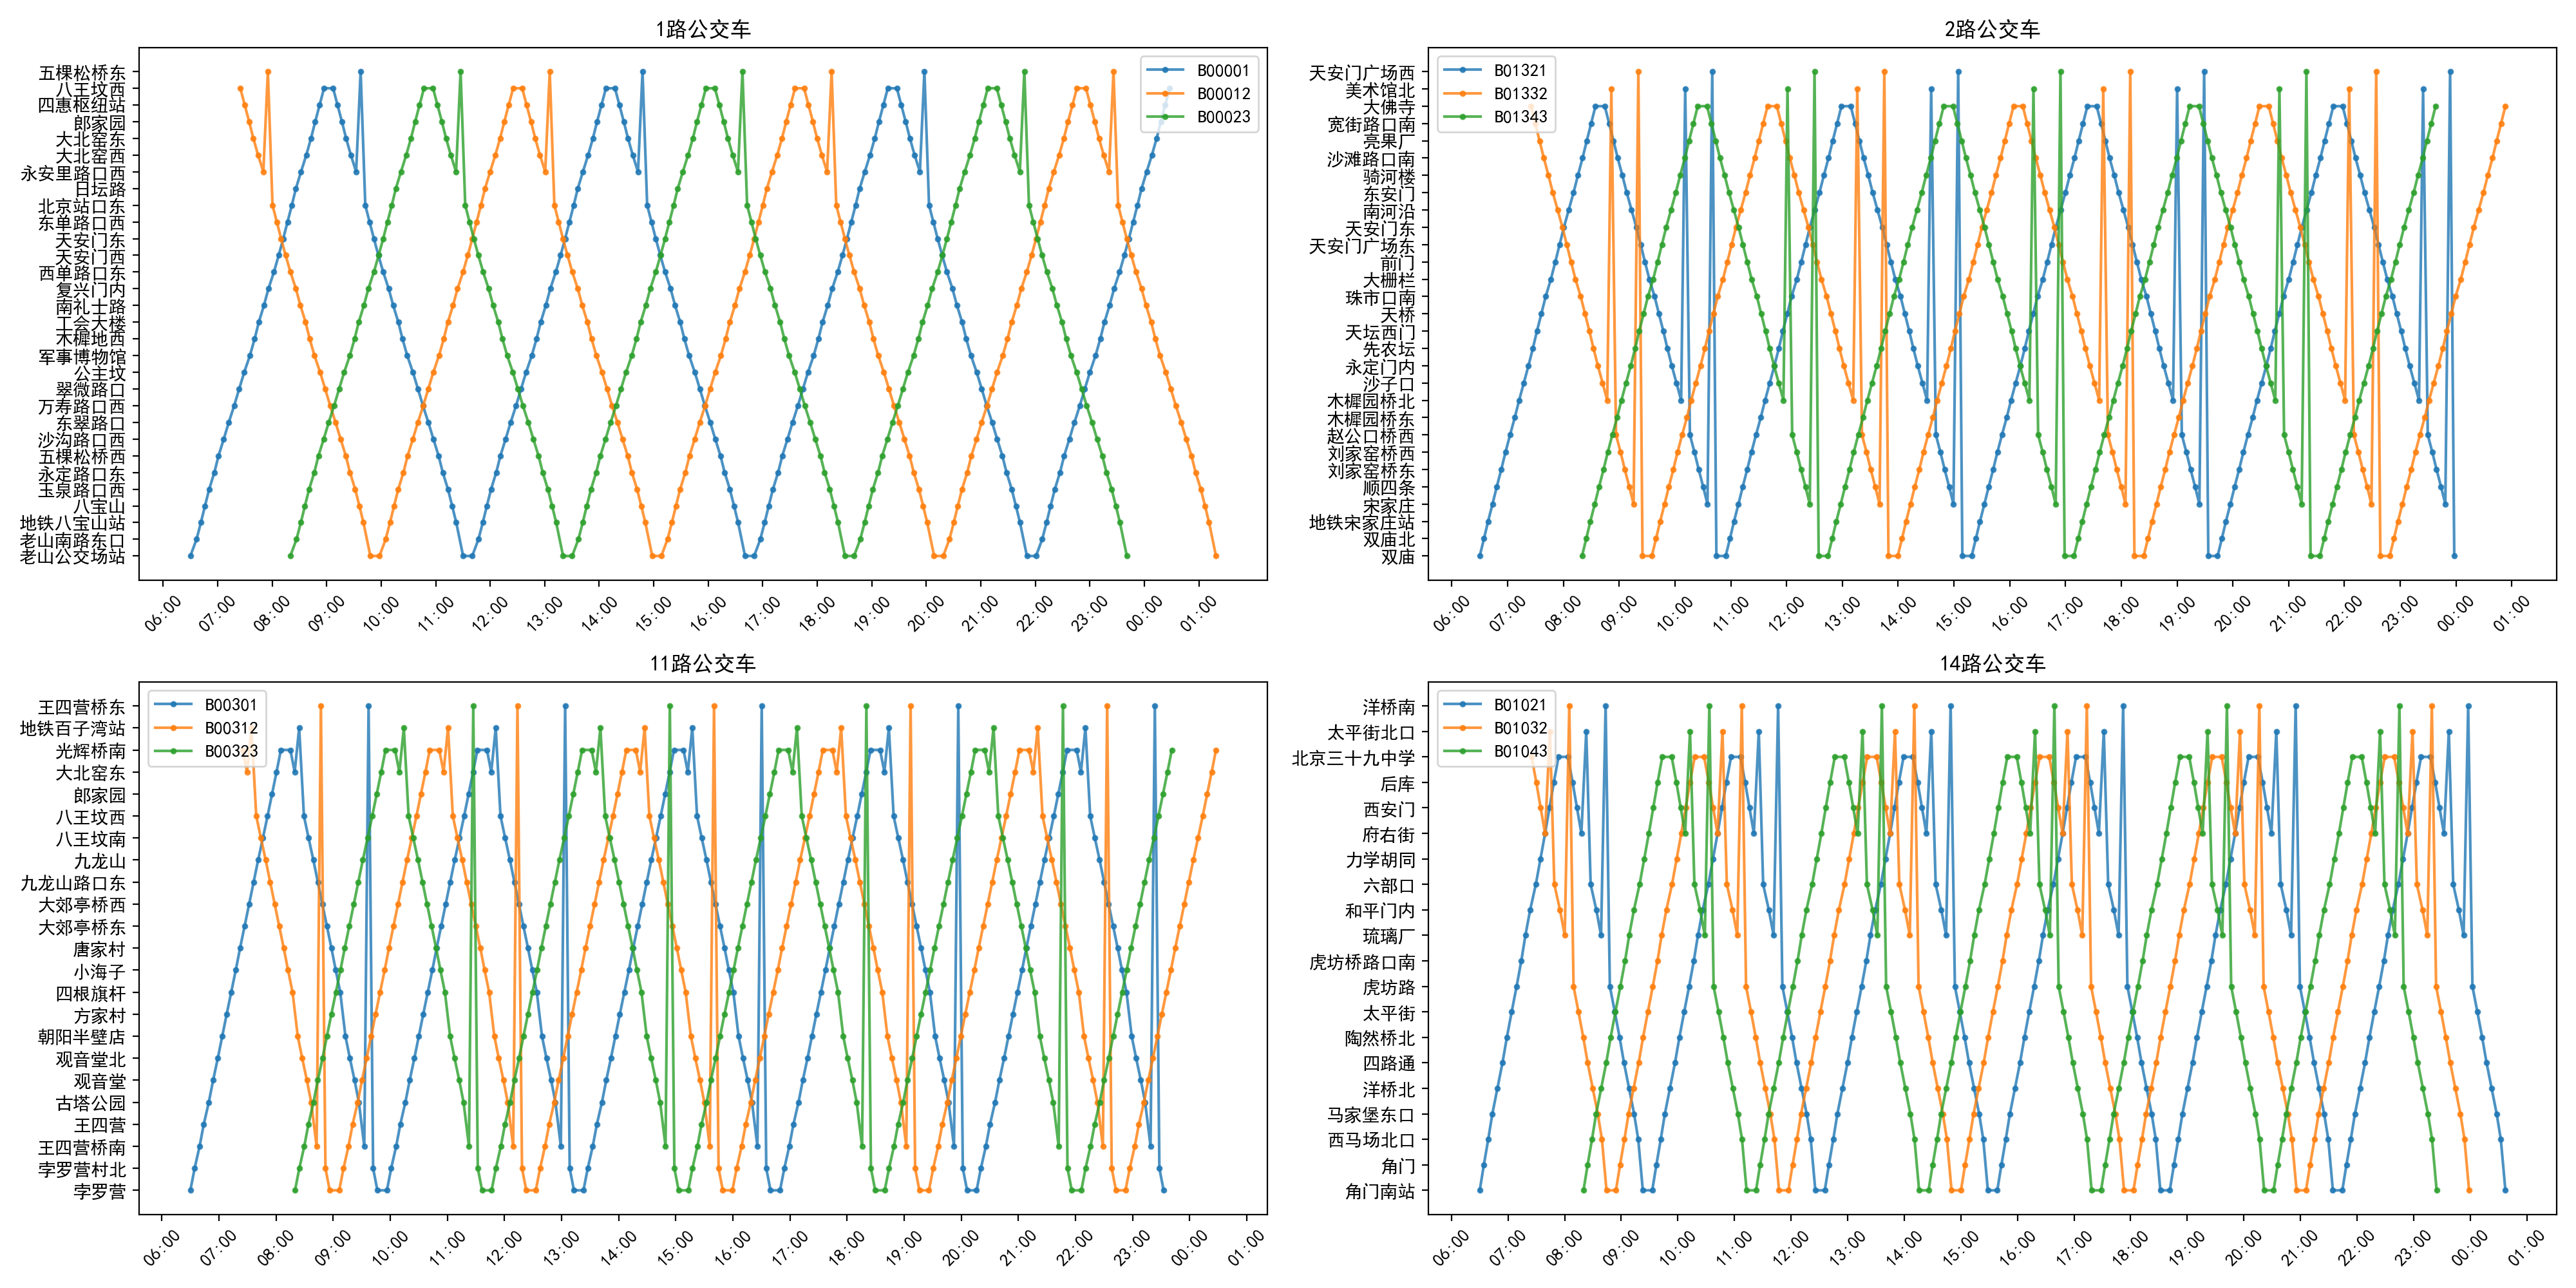 1路公交车
五棵松桥东
八王坟西
四惠枢纽站
郎家园
大北窑东
大北窑西
永安里路口西
日坛路
北京站口东
东单路口西
天安门东
天安门西
西单路口东
复兴门内
南礼士路
工会大楼
木樨地西
军事博物馆
公主坟
翠微路口
万寿路口西
东翠路口
沙沟路口西
五棵松桥西
永定路口东
玉泉路口西
八宝山
地铁八宝山站
老山南路东口
老山公交场站
B00001
B00012
B00023
06:00 07:00 08:00 09:00 10:00 11:00 12:00 13:00 14:00 15:00 16:00 17:00 18:00 19:00 20:00 21:00 22:00 23:00 00:00 01:00
2路公交车
天安门广场西
美术馆北
大佛寺
宽街路口南
亮果厂
沙滩路口南
骑河楼
东安门
南河沿
天安门东
天安门广场东
前门
大栅栏
珠市口南
天桥
天坛西门
先农坛
永定门内
沙子口
木樨园桥北
木樨园桥东
赵公口桥西
刘家窑桥西
刘家窑桥东
顺四条
宋家庄
地铁宋家庄站
双庙北
双庙
B01321
B01332
B01343
06:00 07:00 08:00 09:00 10:00 11:00 12:00 13:00 14:00 15:00 16:00 17:00 18:00 19:00 20:00 21:00 22:00 23:00 00:00 01:00
11路公交车
王四营桥东
地铁百子湾站
光辉桥南
大北窑东
郎家园
八王坟西
八王坟南
九龙山
九龙山路口东
大郊亭桥西
大郊亭桥东
唐家村
小海子
四根旗杆
方家村
朝阳半壁店
观音堂北
观音堂
古塔公园
王四营
王四营桥南
孛罗营村北
孛罗营
B00301
B00312
B00323
06:00 07:00 08:00 09:00 10:00 11:00 12:00 13:00 14:00 15:00 16:00 17:00 18:00 19:00 20:00 21:00 22:00 23:00 00:00 01:00
14路公交车
洋桥南
太平街北口
北京三十九中学
后库
西安门
府右街
力学胡同
六部口
和平门内
琉璃厂
虎坊桥路口南
虎坊路
太平街
陶然桥北
四路通
洋桥北
马家堡东口
西马场北口
角门
角门南站
B01021
B01032
B01043
06:00 07:00 08:00 09:00 10:00 11:00 12:00 13:00 14:00 15:00 16:00 17:00 18:00 19:00 20:00 21:00 22:00 23:00 00:00 01:00